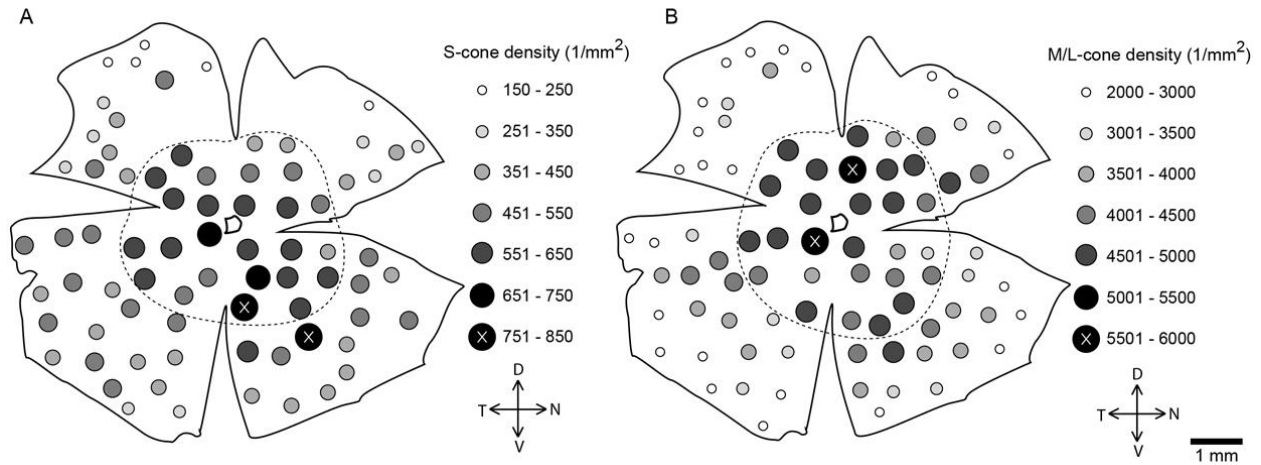 A
S-cone density (1/mm²)
150 - 250
251 - 350
351 - 450
451 - 550
551 - 650
651 - 750
X 751 - 850
D
T N
V
X
X
B
M/L-cone density (1/mm²)
2000 - 3000
3001 - 3500
3501 - 4000
4001 - 4500
4501 - 5000
5001 - 5500
X 5501 - 6000
D
T N
V
X
X
1 mm